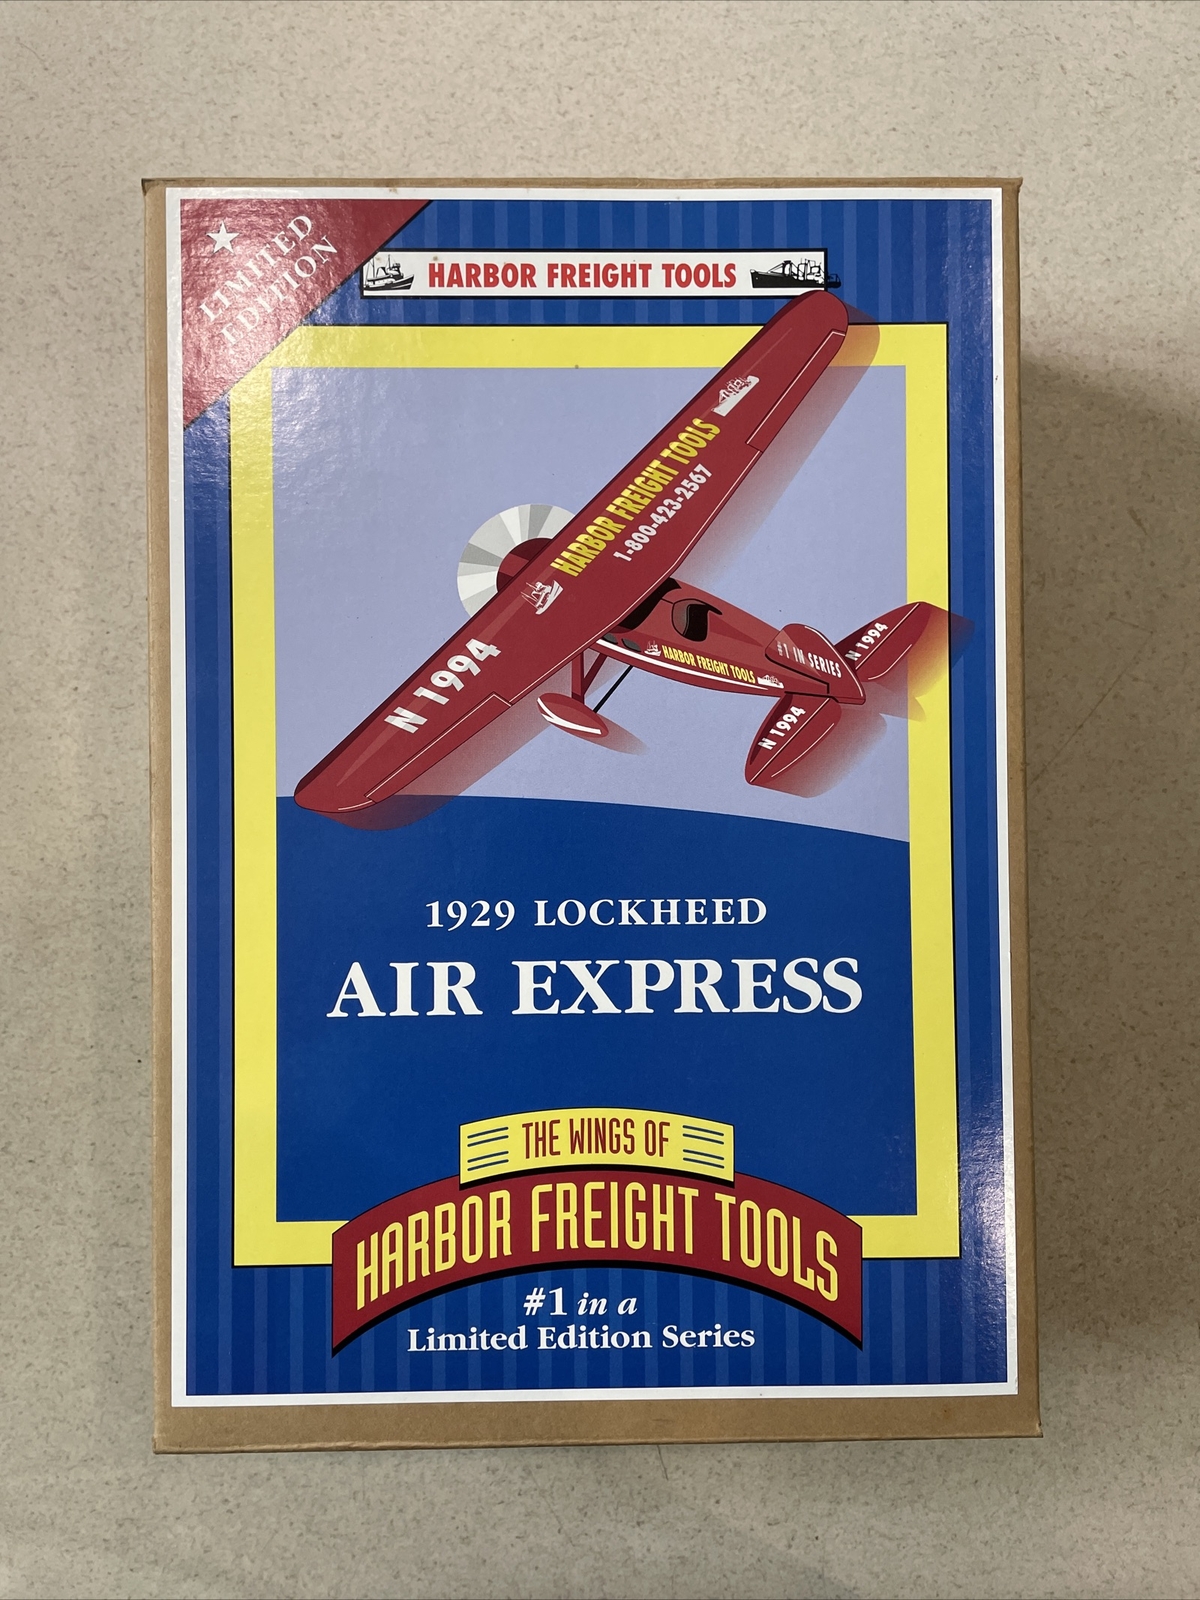 LIMITED
EDITION
HARBOR FREIGHT TOOLS
HARBOR FREIGHT TOOLS
1-800-423-2567
N 1994
HARBOR FREIGHT TOOLS
#1 IN SERIES
N 1994
N 1994
1929 LOCKHEED
AIR EXPRESS
THE WINGS OF
HARBOR FREIGHT TOOLS
#1 in a
Limited Edition Series